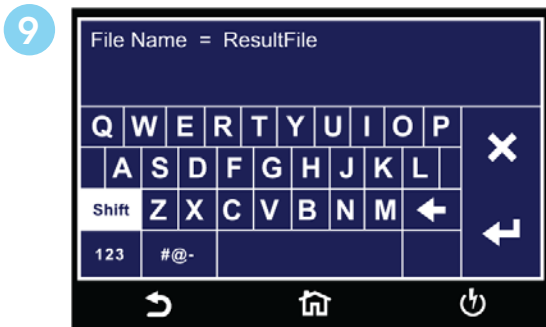 9
File Name = ResultFile
Q W E R T Y U I O P
A S D F G H J K L
Shift Z X C V B N M
123 #@-